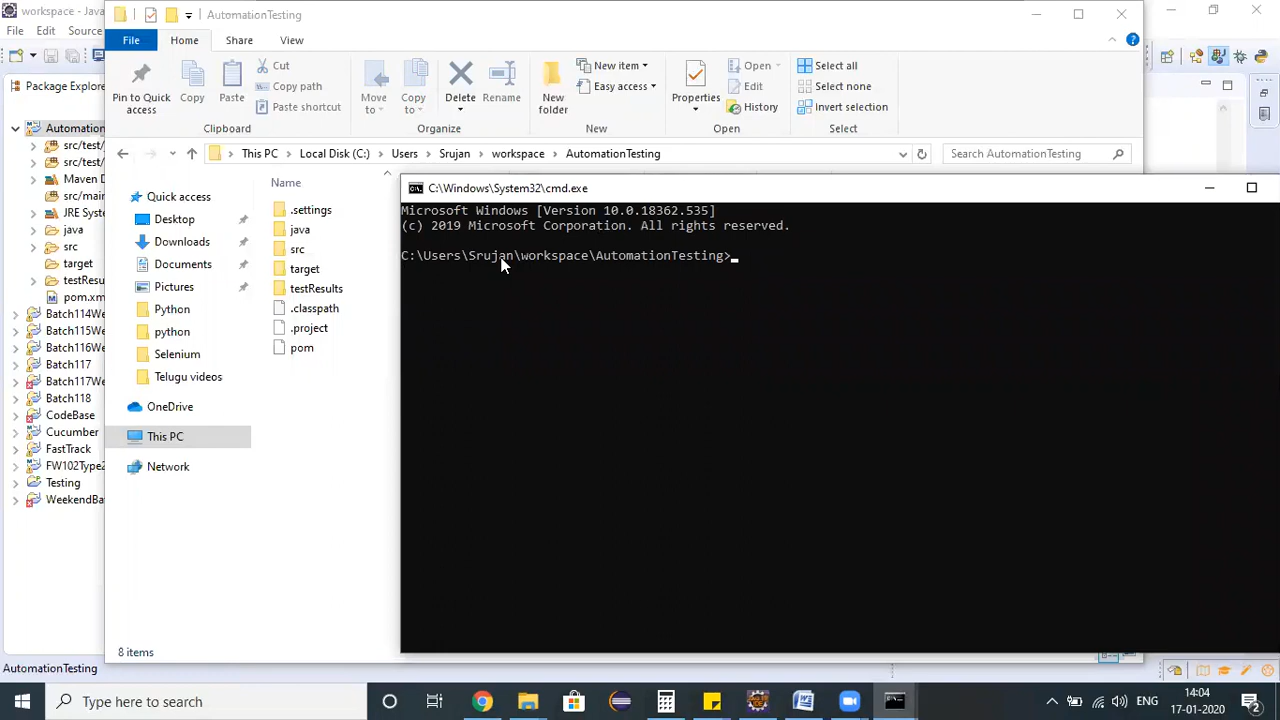 workspace - Java
AutomationTesting
File Edit Source
File Home Share View
Pin to Quick access
Copy
Paste
Cut
Copy path
Paste shortcut
Clipboard
Move to
Copy to
Delete
Rename
Organize
New folder
New item
Easy access
New
Properties
Open
Edit
History
Open
Select all
Select none
Invert selection
Select
This PC > Local Disk (C:) > Users > Srujan > workspace > AutomationTesting
Search AutomationTesting
Package Explor
Automation
src/test/
src/test/
Maven D
src/main
JRE Syste
java
src
target
testResu
pom.xm
Batch114We
Batch115We
Batch116We
Batch117
Batch117We
Batch118
CodeBase
Cucumber
FastTrack
FW102Type2
Testing
WeekendBa
Quick access
Desktop
Downloads
Documents
Pictures
Python
python
Selenium
Telugu videos
OneDrive
This PC
Network
Name
.settings
java
src
target
testResults
.classpath
.project
pom
C:\Windows\System32\cmd.exe
Microsoft Windows [Version 10.0.18362.535]
(c) 2019 Microsoft Corporation. All rights reserved.
C:\Users\Srujan\workspace\AutomationTesting>
8 items
AutomationTesting
Type here to search
ENG
14:04
17-01-2020
2